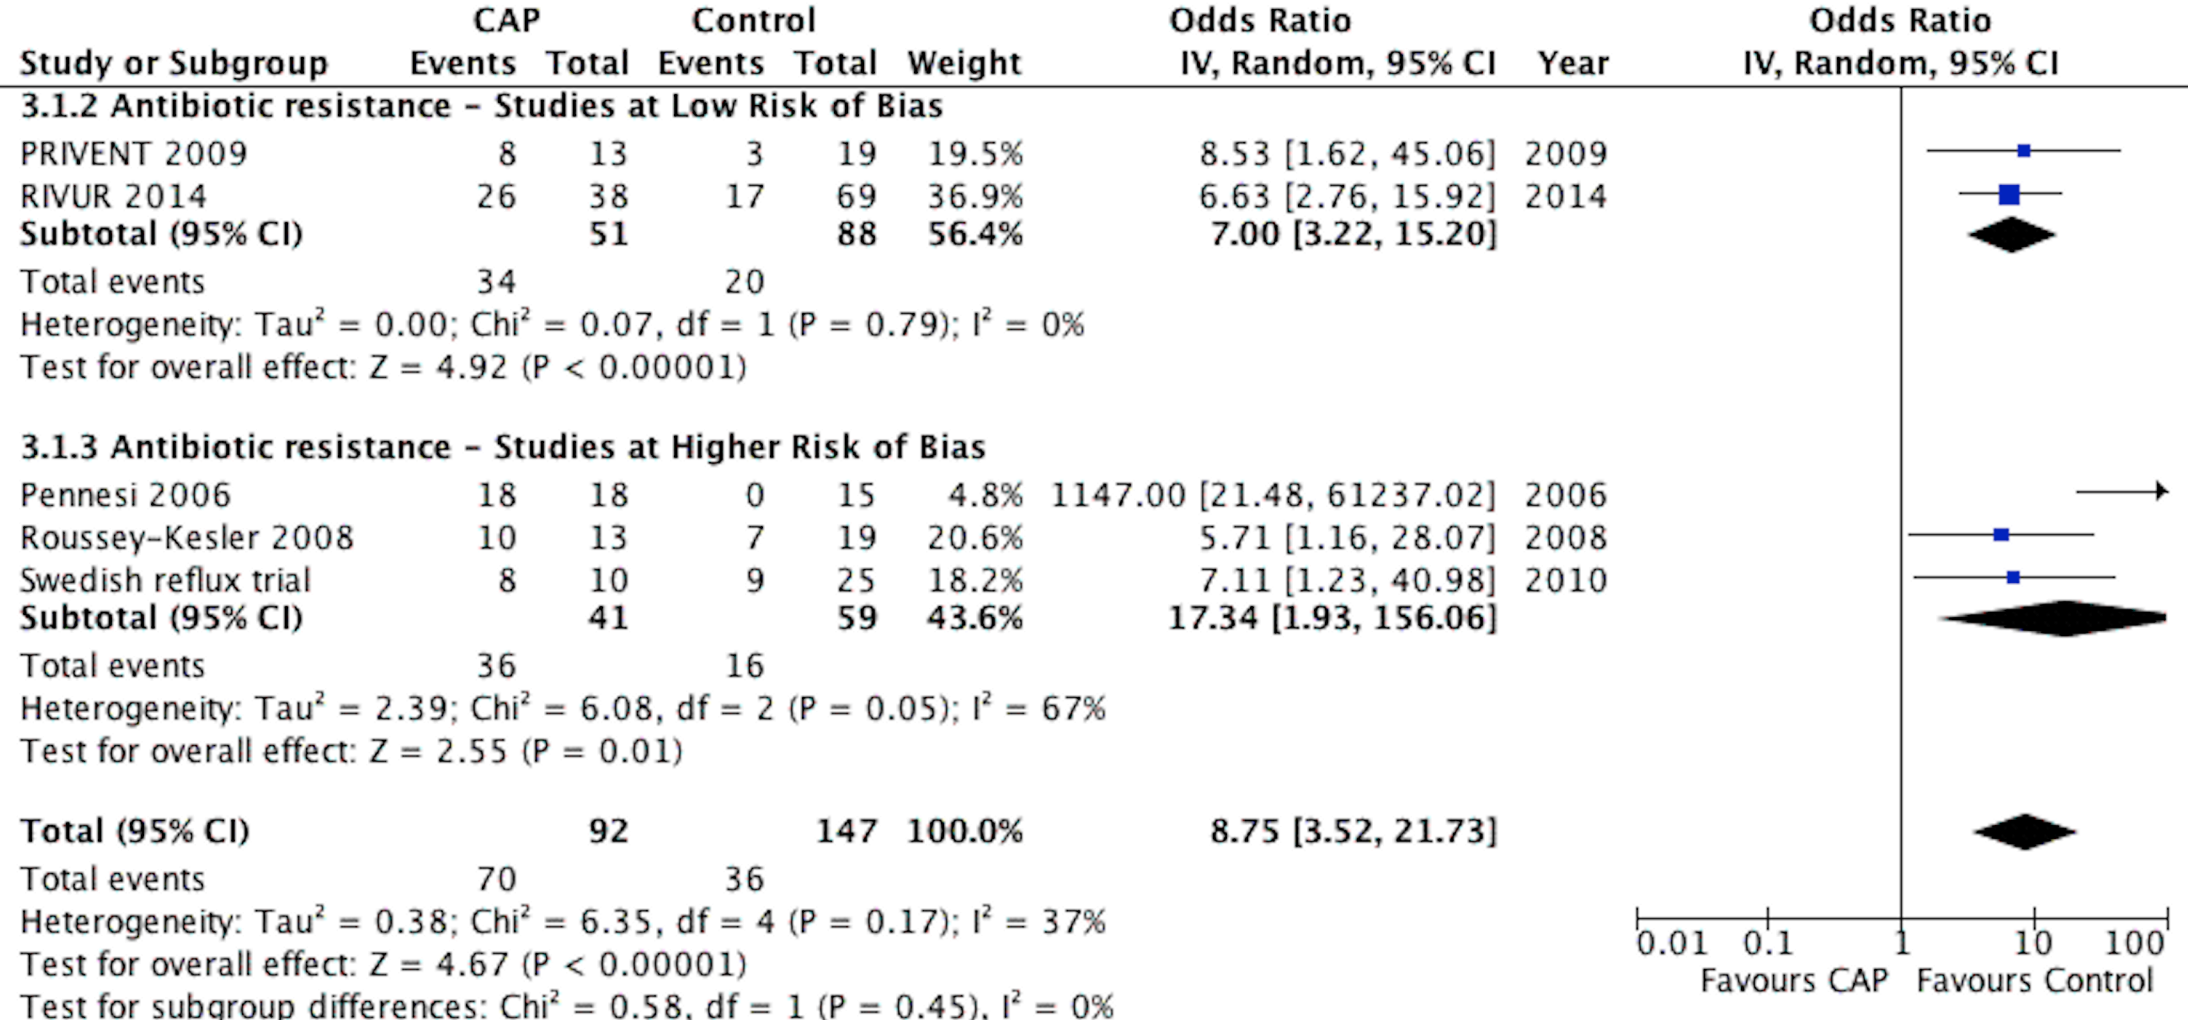 CAP Control Odds Ratio Odds Ratio
Study or Subgroup Events Total Events Total Weight IV, Random, 95% CI Year IV, Random, 95% CI
3.1.2 Antibiotic resistance – Studies at Low Risk of Bias
PRIVENT 2009 8 13 3 19 19.5% 8.53 [1.62, 45.06] 2009
RIVUR 2014 26 38 17 69 36.9% 6.63 [2.76, 15.92] 2014
Subtotal (95% CI) 51 88 56.4% 7.00 [3.22, 15.20]
Total events 34 20
Heterogeneity: Tau² = 0.00; Chi² = 0.07, df = 1 (P = 0.79); I² = 0%
Test for overall effect: Z = 4.92 (P < 0.00001)
3.1.3 Antibiotic resistance – Studies at Higher Risk of Bias
Pennesi 2006 18 18 0 15 4.8% 1147.00 [21.48, 61237.02] 2006
Roussey-Kesler 2008 10 13 7 19 20.6% 5.71 [1.16, 28.07] 2008
Swedish reflux trial 8 10 9 25 18.2% 7.11 [1.23, 40.98] 2010
Subtotal (95% CI) 41 59 43.6% 17.34 [1.93, 156.06]
Total events 36 16
Heterogeneity: Tau² = 2.39; Chi² = 6.08, df = 2 (P = 0.05); I² = 67%
Test for overall effect: Z = 2.55 (P = 0.01)
Total (95% CI) 92 147 100.0% 8.75 [3.52, 21.73]
Total events 70 36
Heterogeneity: Tau² = 0.38; Chi² = 6.35, df = 4 (P = 0.17); I² = 37%
Test for overall effect: Z = 4.67 (P < 0.00001)
Test for subgroup differences: Chi² = 0.58, df = 1 (P = 0.45), I² = 0%
0.01 0.1 1 10 100
Favours CAP Favours Control